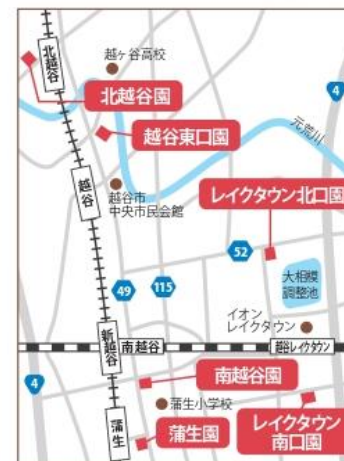 北越谷
越ヶ谷高校
4
北越谷園
越谷東口園
元荒川
越谷
越谷市
中央市民会館
レイクタウン北口園
52
大相模
調整池
49
115
イオン
レイクタウン
新越谷
南越谷
越谷レイクタウン
4
南越谷園
蒲生小学校
蒲生
蒲生園
レイクタウン
南口園